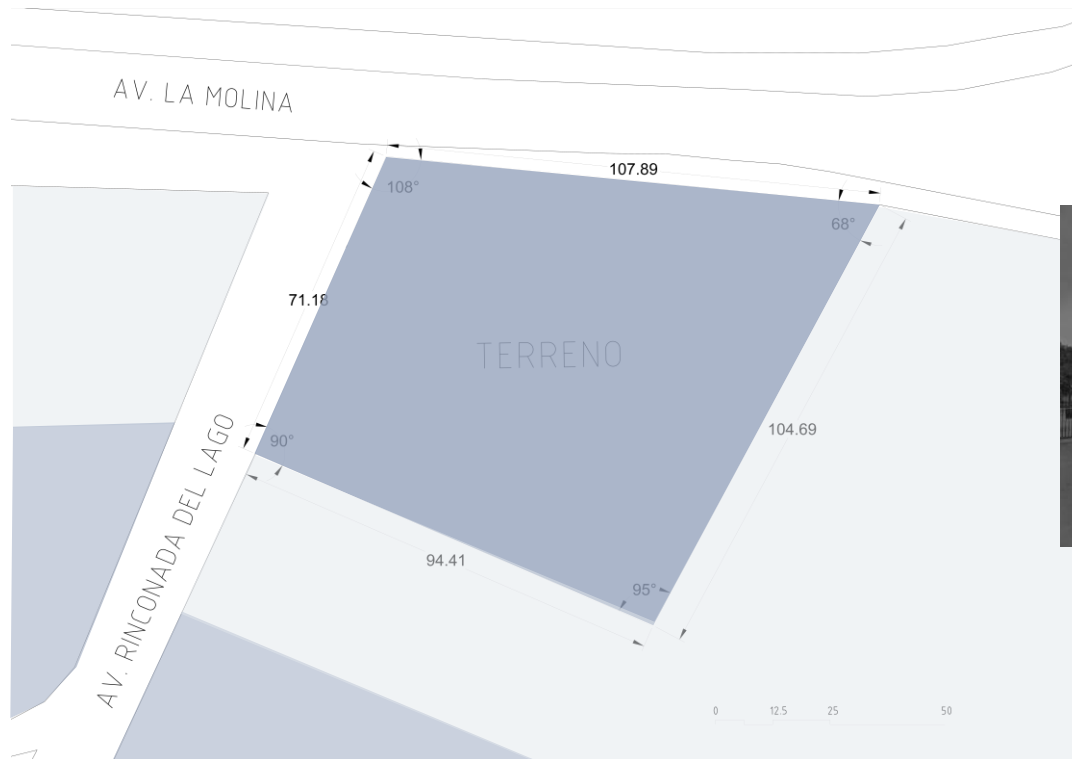 AV. LA MOLINA
107.89
108°
68°
71.18
TERRENO
AV. RINCONADA DEL LAGO
90°
104.69
94.41
95°
0 12.5 25 50